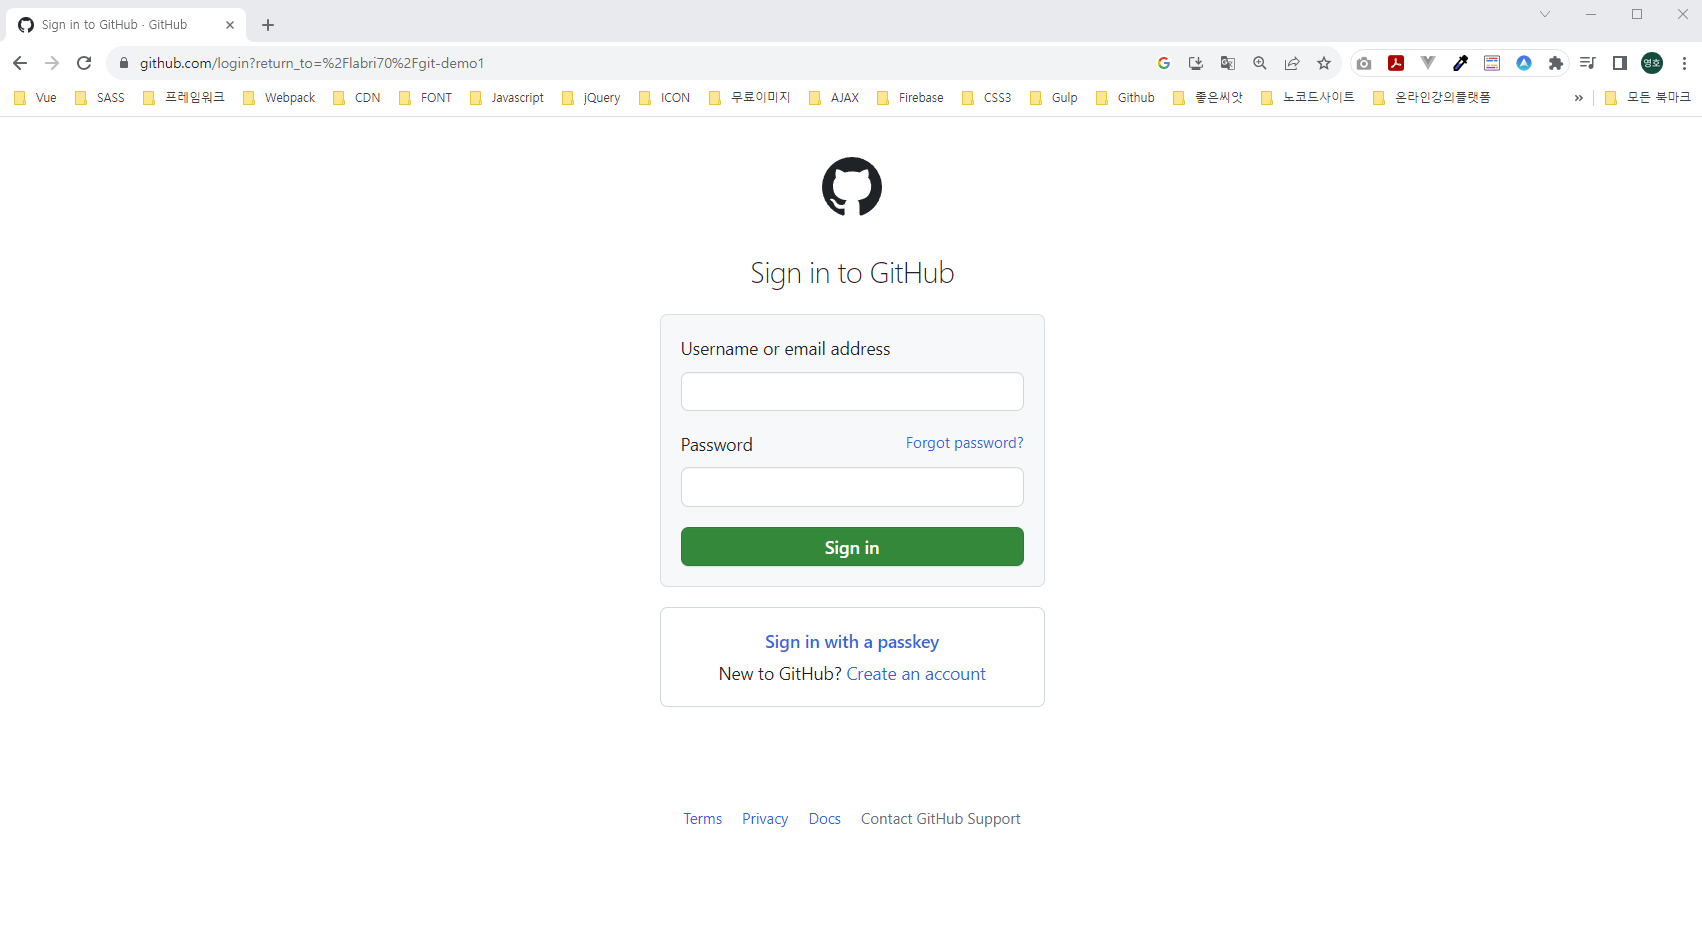 Sign in to GitHub · GitHub
github.com/login?return_to=%2Flabri70%2Fgit-demo1
영호
Vue SASS 프레임워크 Webpack CDN FONT Javascript jQuery ICON 무료이미지 AJAX Firebase CSS3 Gulp Github 좋은씨앗 노코드사이트 온라인강의플랫폼 » 모든 북마크
Sign in to GitHub
Username or email address
Password Forgot password?
Sign in
Sign in with a passkey
New to GitHub? Create an account
Terms Privacy Docs Contact GitHub Support